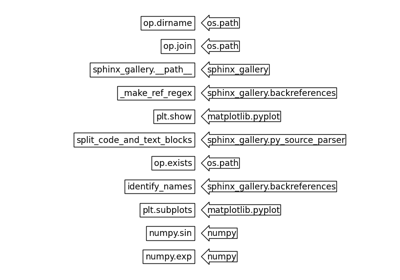 op.dirname os.path
op.join os.path
sphinx_gallery.__path__ sphinx_gallery
_make_ref_regex sphinx_gallery.backreferences
plt.show matplotlib.pyplot
split_code_and_text_blocks sphinx_gallery.py_source_parser
op.exists os.path
identify_names sphinx_gallery.backreferences
plt.subplots matplotlib.pyplot
numpy.sin numpy
numpy.exp numpy